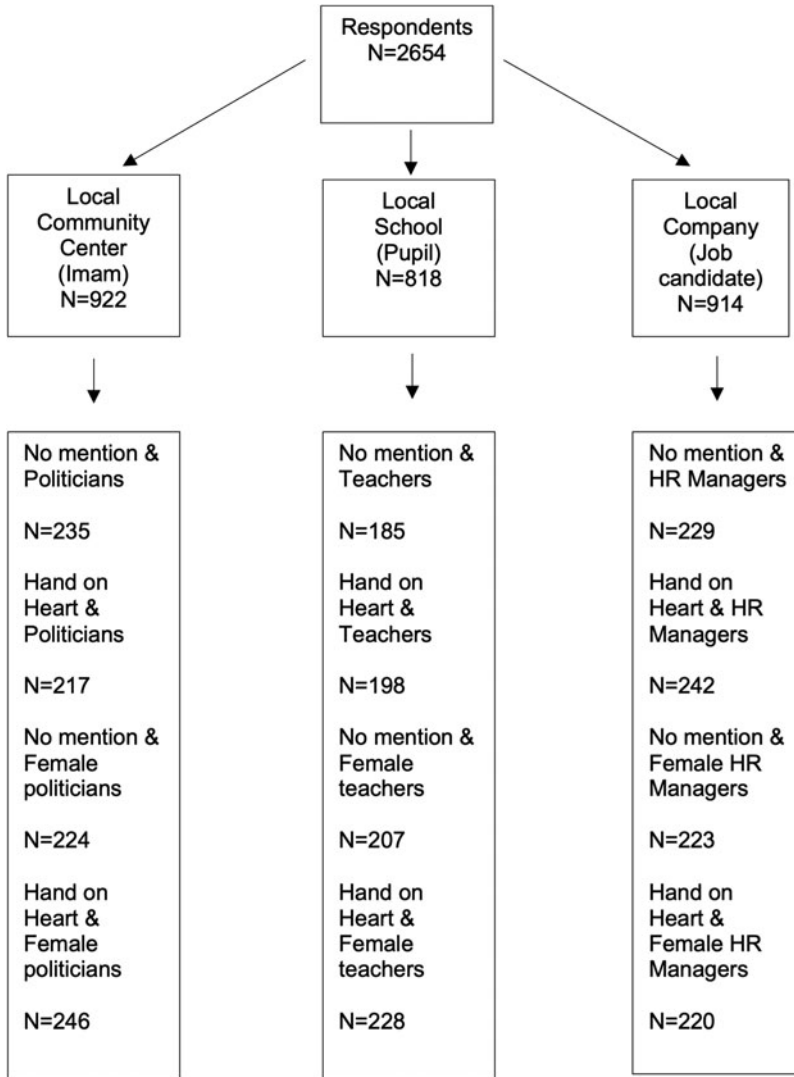 Respondents
N=2654
Local
Community
Center
(Imam)
N=922
Local
School
(Pupil)
N=818
Local
Company
(Job
candidate)
N=914
No mention &
Politicians
N=235
Hand on
Heart &
Politicians
N=217
No mention &
Female
politicians
N=224
Hand on
Heart &
Female
politicians
N=246
No mention &
Teachers
N=185
Hand on
Heart &
Teachers
N=198
No mention &
Female
teachers
N=207
Hand on
Heart &
Female
teachers
N=228
No mention &
HR Managers
N=229
Hand on
Heart & HR
Managers
N=242
No mention &
Female HR
Managers
N=223
Hand on
Heart &
Female HR
Managers
N=220